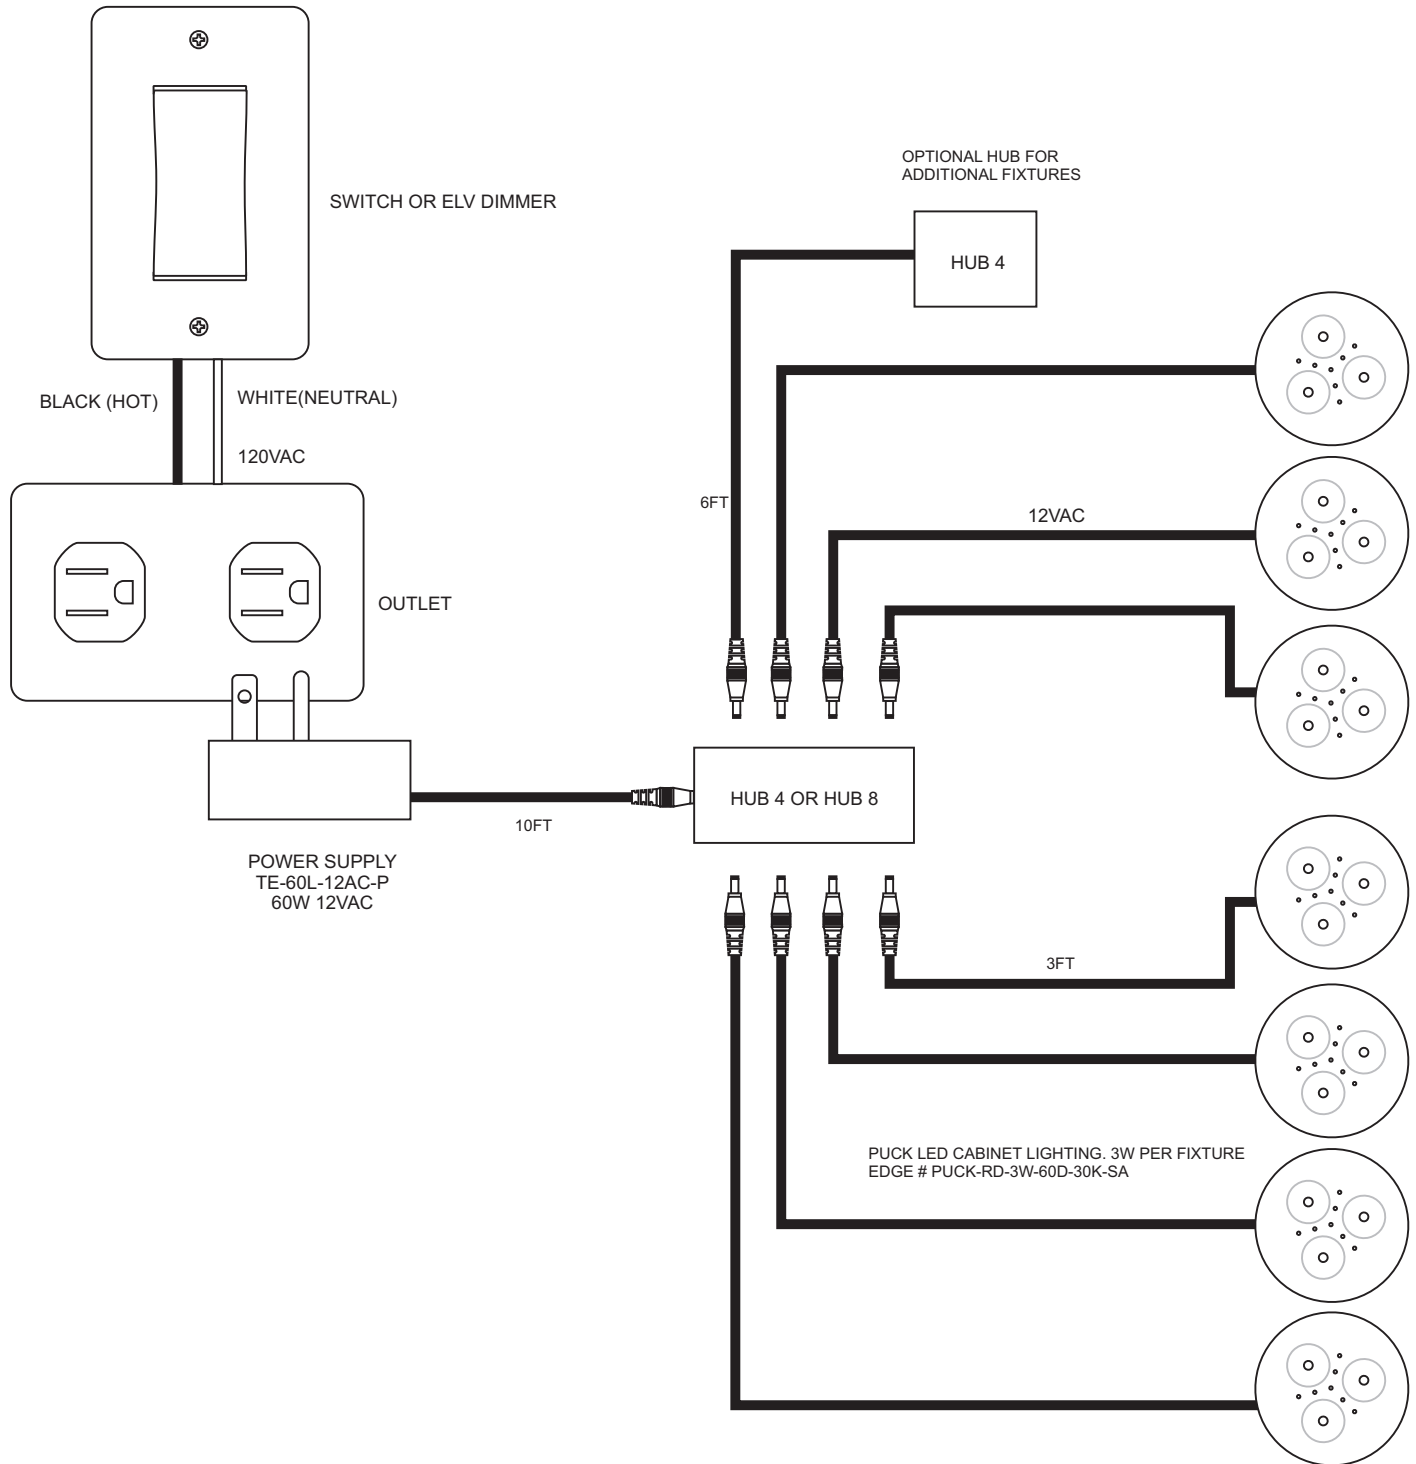 OPTIONAL HUB FOR
ADDITIONAL FIXTURES
SWITCH OR ELV DIMMER
HUB 4
BLACK (HOT)
WHITE(NEUTRAL)
120VAC
6FT
12VAC
OUTLET
HUB 4 OR HUB 8
10FT
POWER SUPPLY
TE-60L-12AC-P
60W 12VAC
3FT
PUCK LED CABINET LIGHTING. 3W PER FIXTURE
EDGE # PUCK-RD-3W-60D-30K-SA